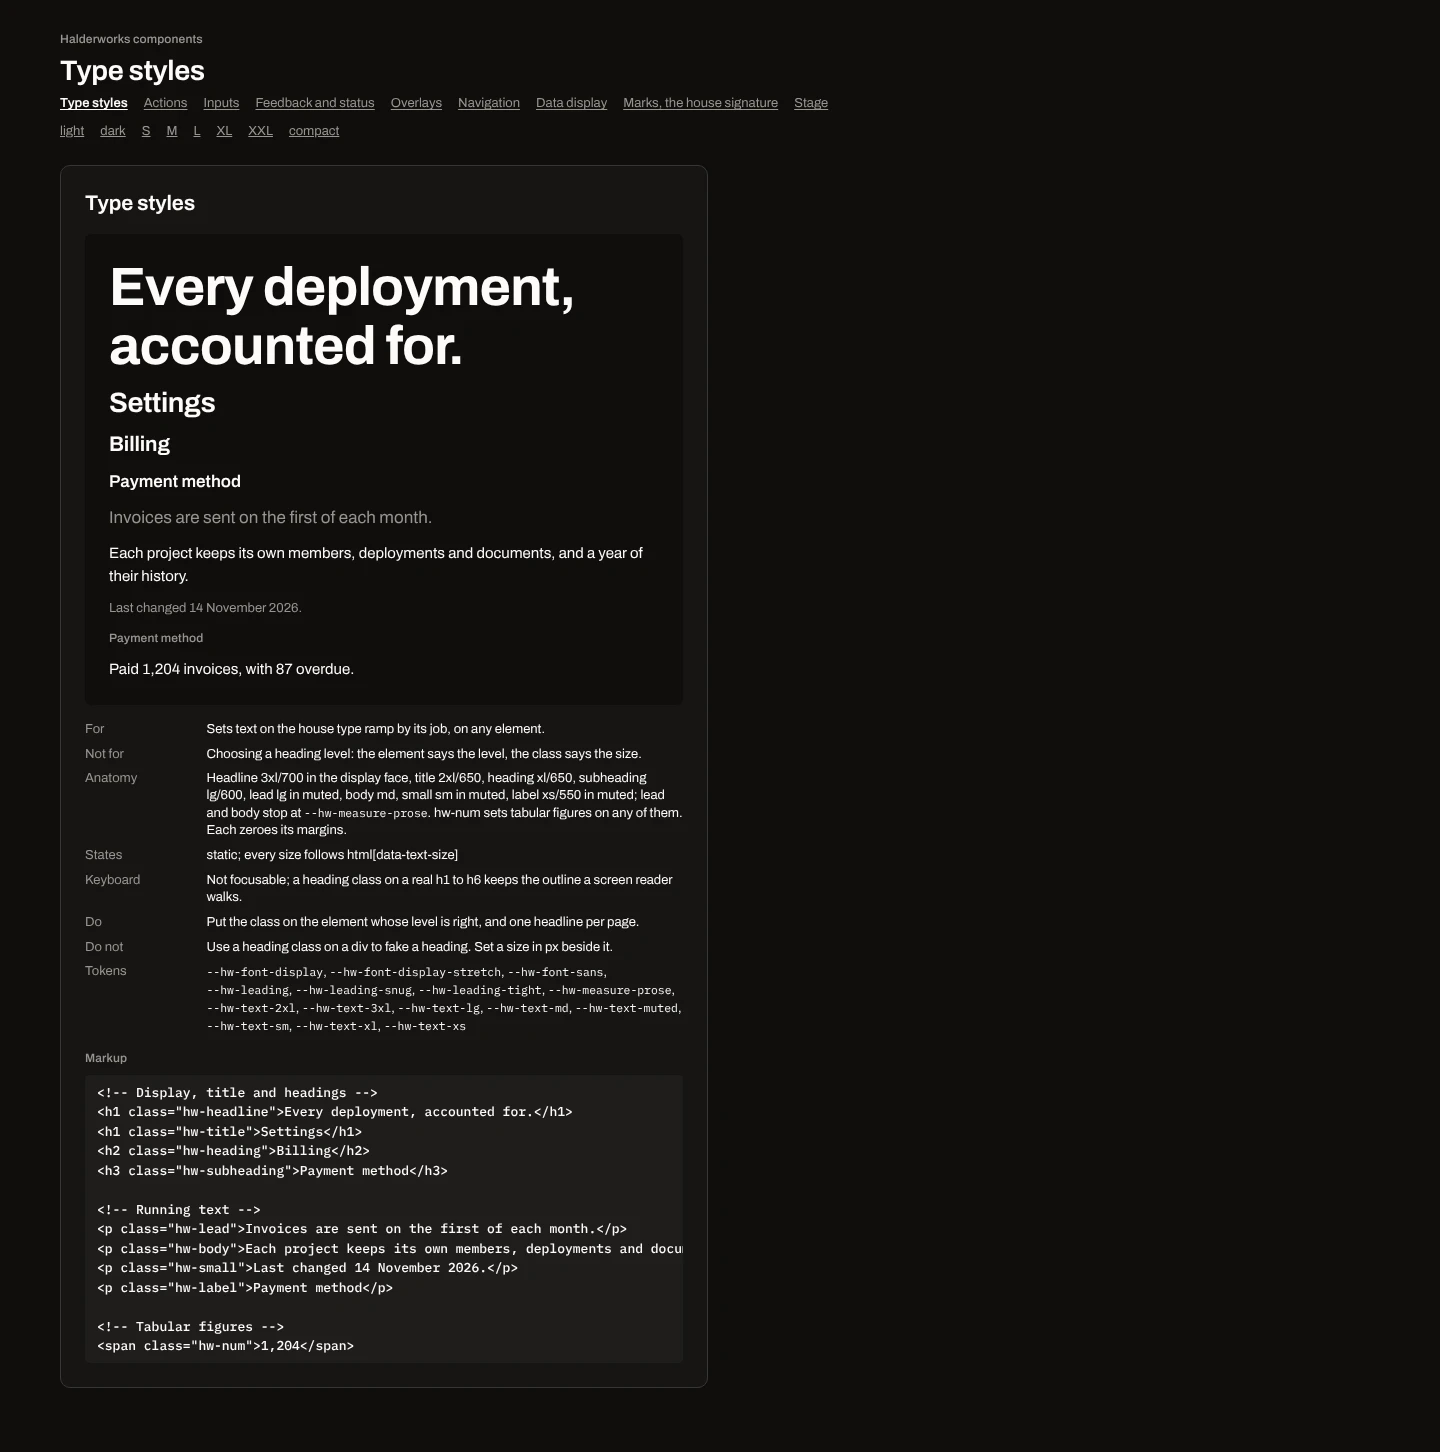 Halderworks components
Type styles
Type styles Actions Inputs Feedback and status Overlays Navigation Data display Marks, the house signature Stage
light dark S M L XL XXL compact
Type styles
Every deployment,
accounted for.
Settings
Billing
Payment method
Invoices are sent on the first of each month.
Each project keeps its own members, deployments and documents, and a year of
their history.
Last changed 14 November 2026.
Payment method
Paid 1,204 invoices, with 87 overdue.
For Sets text on the house type ramp by its job, on any element.
Not for Choosing a heading level: the element says the level, the class says the size.
Anatomy Headline 3xl/700 in the display face, title 2xl/650, heading xl/650, subheading
lg/600, lead lg in muted, body md, small sm in muted, label xs/550 in muted; lead
and body stop at --hw-measure-prose. hw-num sets tabular figures on any of them.
Each zeroes its margins.
States static; every size follows html[data-text-size]
Keyboard Not focusable; a heading class on a real h1 to h6 keeps the outline a screen reader
walks.
Do Put the class on the element whose level is right, and one headline per page.
Do not Use a heading class on a div to fake a heading. Set a size in px beside it.
Tokens --hw-font-display, --hw-font-display-stretch, --hw-font-sans,
--hw-leading, --hw-leading-snug, --hw-leading-tight, --hw-measure-prose,
--hw-text-2xl, --hw-text-3xl, --hw-text-lg, --hw-text-md, --hw-text-muted,
--hw-text-sm, --hw-text-xl, --hw-text-xs
Markup
<!-- Display, title and headings -->
<h1 class="hw-headline">Every deployment, accounted for.</h1>
<h1 class="hw-title">Settings</h1>
<h2 class="hw-heading">Billing</h2>
<h3 class="hw-subheading">Payment method</h3>
<!-- Running text -->
<p class="hw-lead">Invoices are sent on the first of each month.</p>
<p class="hw-body">Each project keeps its own members, deployments and docu
<p class="hw-small">Last changed 14 November 2026.</p>
<p class="hw-label">Payment method</p>
<!-- Tabular figures -->
<span class="hw-num">1,204</span>